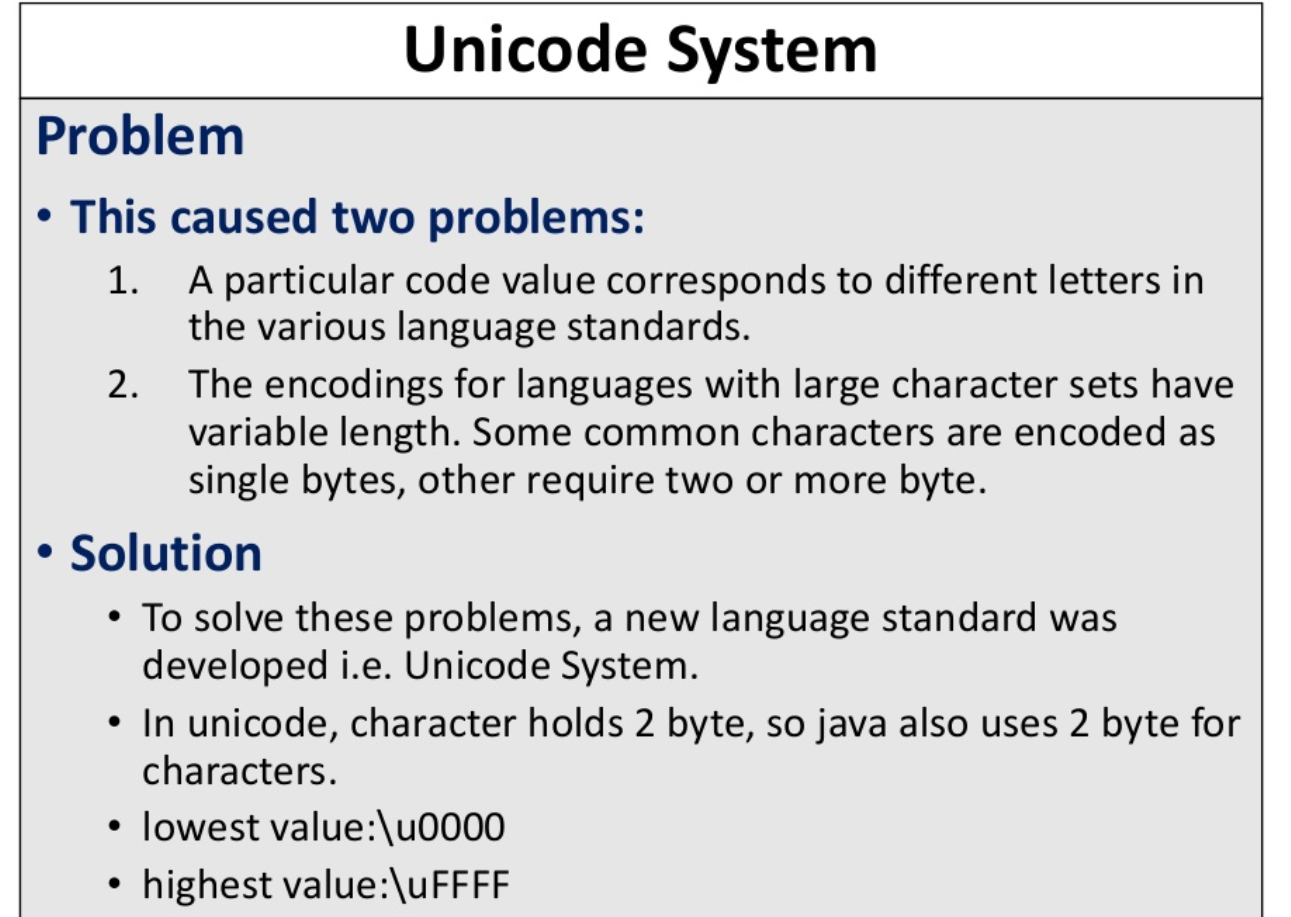 Unicode System
Problem
• This caused two problems:
1. A particular code value corresponds to different letters in
the various language standards.
2. The encodings for languages with large character sets have
variable length. Some common characters are encoded as
single bytes, other require two or more byte.
• Solution
• To solve these problems, a new language standard was
developed i.e. Unicode System.
• In unicode, character holds 2 byte, so java also uses 2 byte for
characters.
• lowest value:\u0000
• highest value:\uFFFF